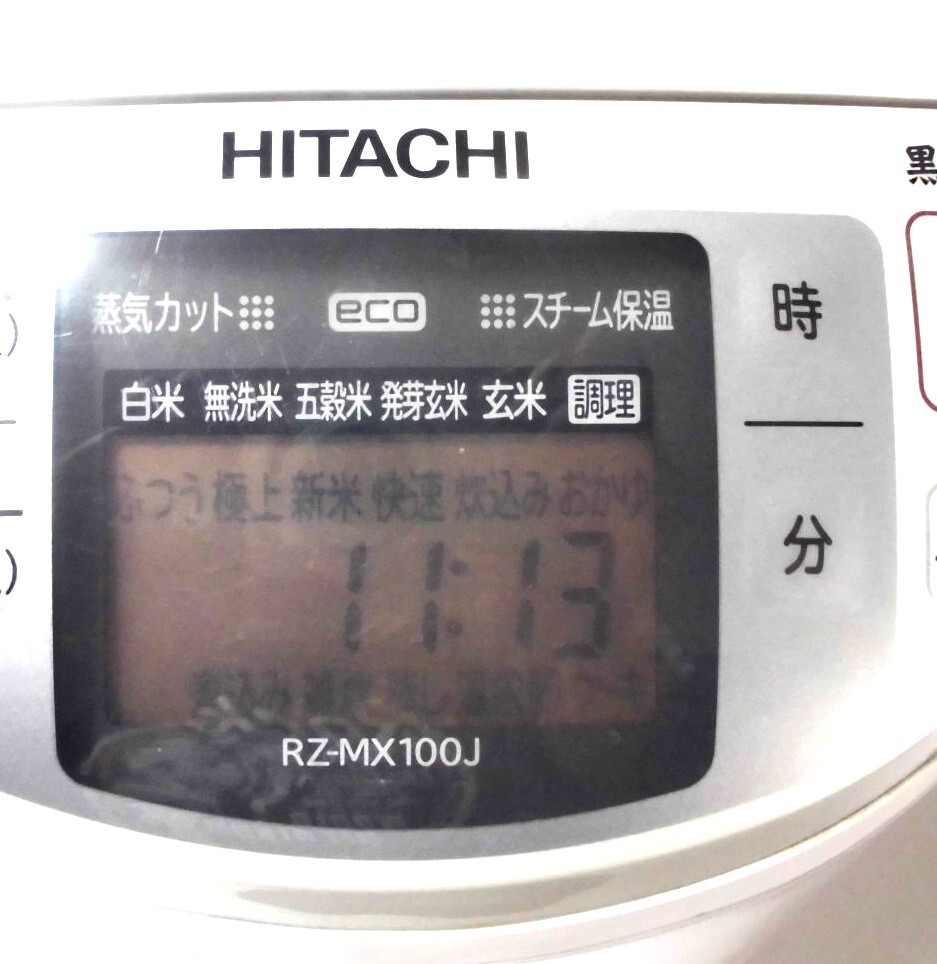 HITACHI
黒
蒸気カット eco スチーム保温
時
白米 無洗米 五穀米 発芽玄米 玄米 調理
ふつう 極上 新米 快速 炊込み おかゆ
11:13
分
RZ-MX100J